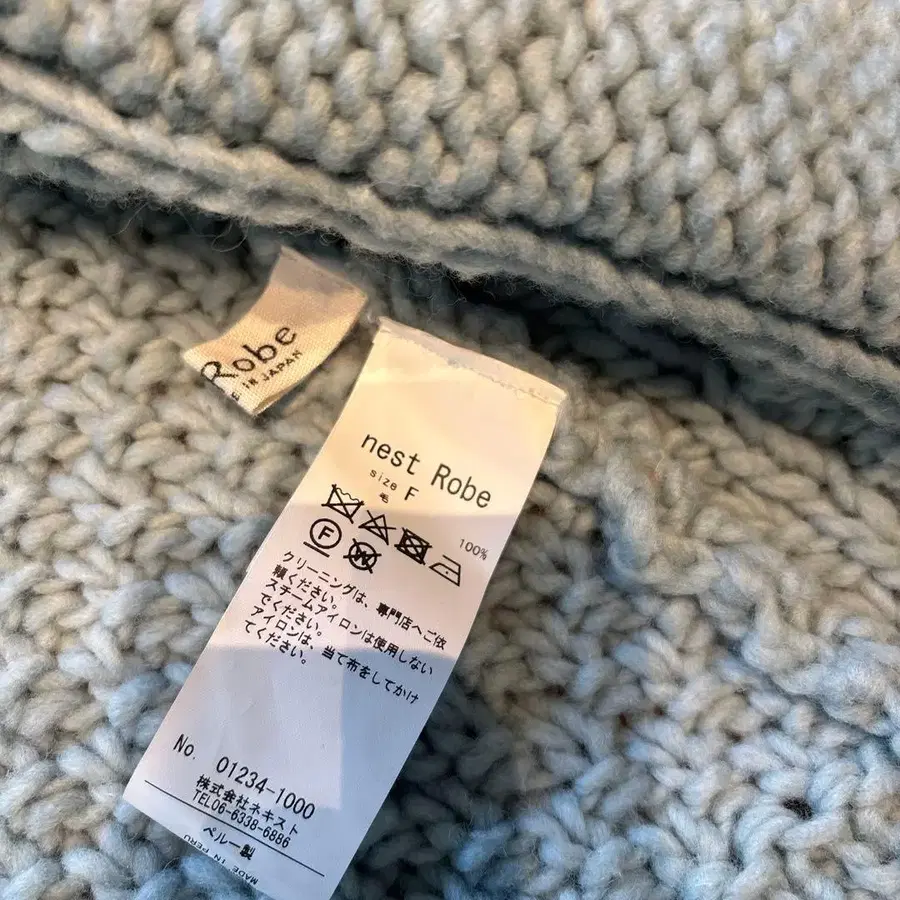 Robe
E IN JAPAN
nest Robe
size F
毛 100%
F
W
クリーニングは、専門店へご依
頼ください。
スチームアイロンは使用しない
でください。
アイロンは、当て布をしてかけ
てください。
No. 01234-1000
株式会社ネキスト
TEL06-6338-6886
ペルー製
MADE IN PERU